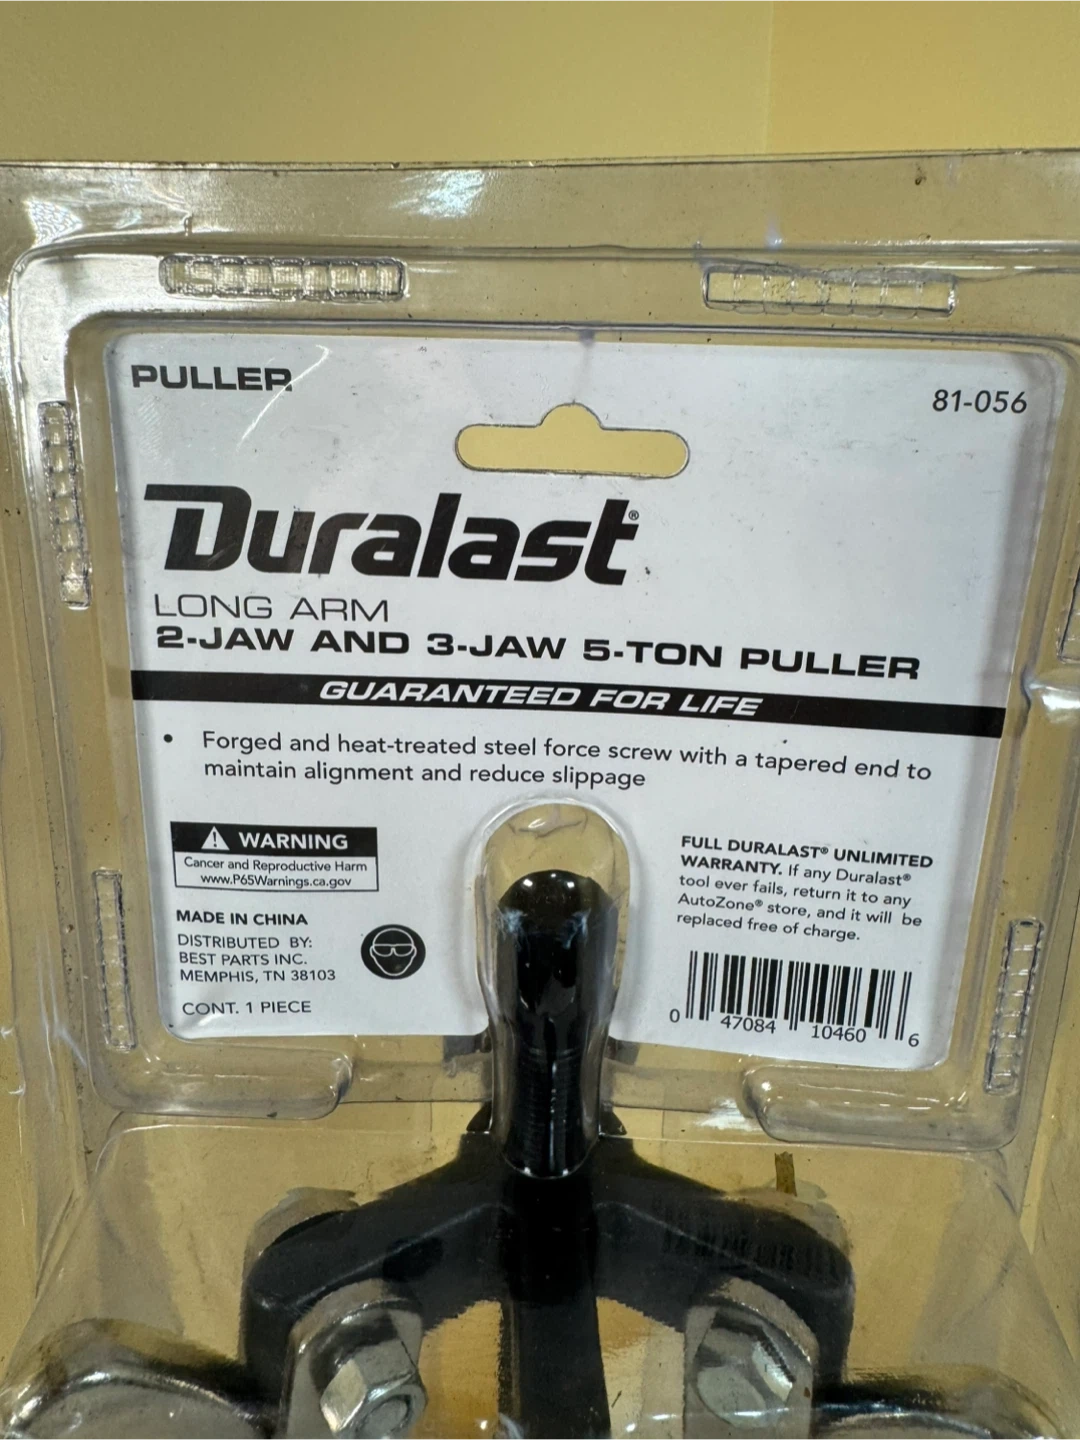 PULLER
81-056
Duralast®
LONG ARM
2-JAW AND 3-JAW 5-TON PULLER
GUARANTEED FOR LIFE
• Forged and heat-treated steel force screw with a tapered end to
maintain alignment and reduce slippage
WARNING
Cancer and Reproductive Harm
www.P65Warnings.ca.gov
MADE IN CHINA
DISTRIBUTED BY:
BEST PARTS INC.
MEMPHIS, TN 38103
CONT. 1 PIECE
FULL DURALAST® UNLIMITED
WARRANTY. If any Duralast®
tool ever fails, return it to any
AutoZone® store, and it will be
replaced free of charge.
0 47084 10460 6